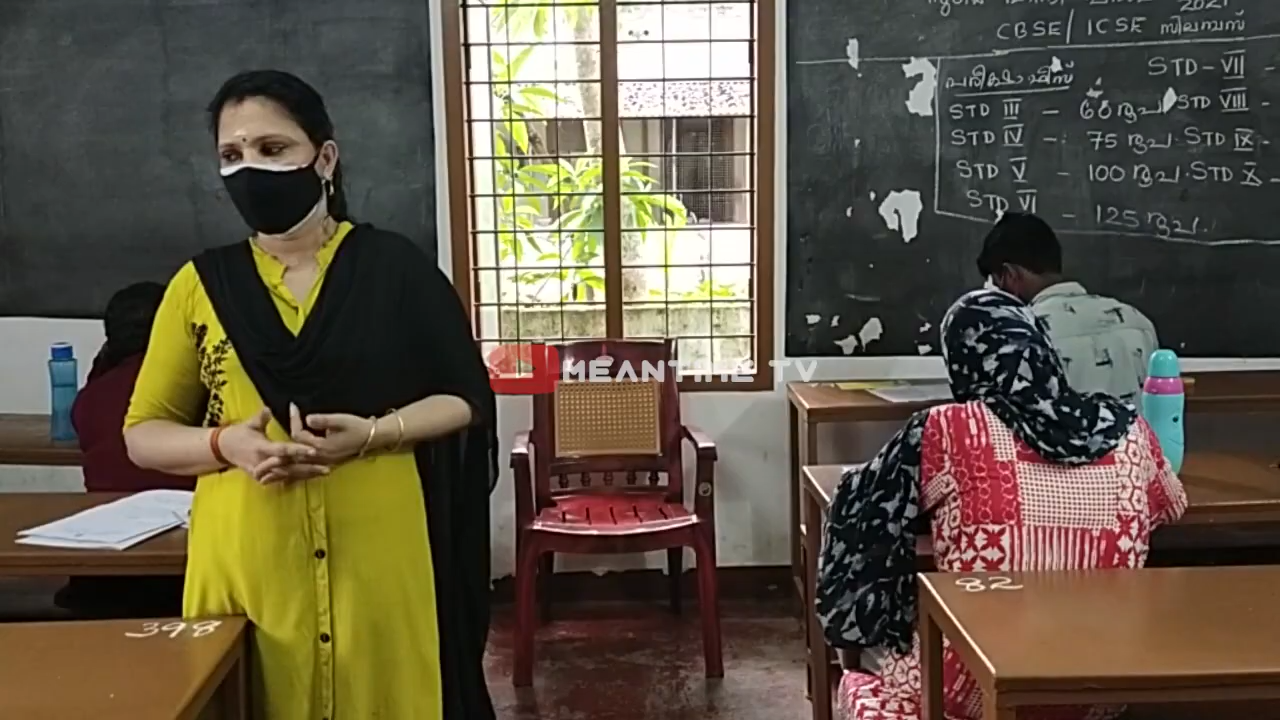 2021
CBSE/ ICSE സിലബസ്
പരീക്ഷാഫീസ്
STD III - 60 രൂപ
STD IV - 75 രൂപ.
STD V - 100 രൂപ.
STD VI - 125 രൂപ..
STD - VII -
STD VIII -
STD IX -
STD X -
MEANTIME TV
398
82